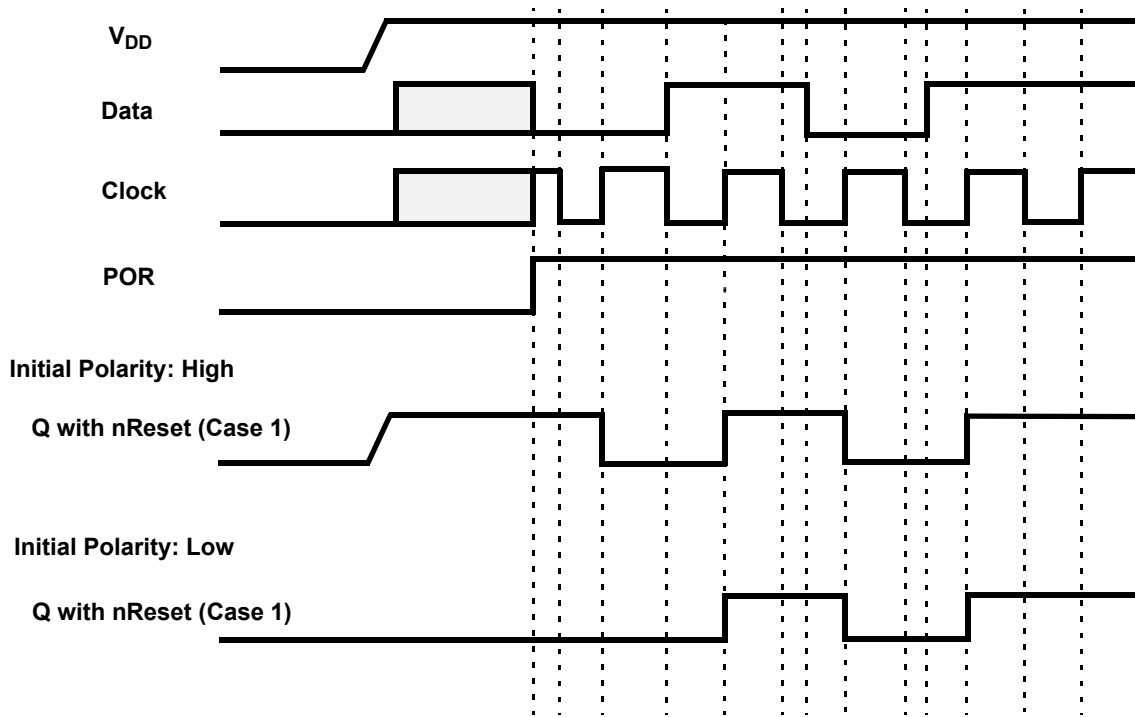 VDD
Data
Clock
POR
Initial Polarity: High
Q with nReset (Case 1)
Initial Polarity: Low
Q with nReset (Case 1)